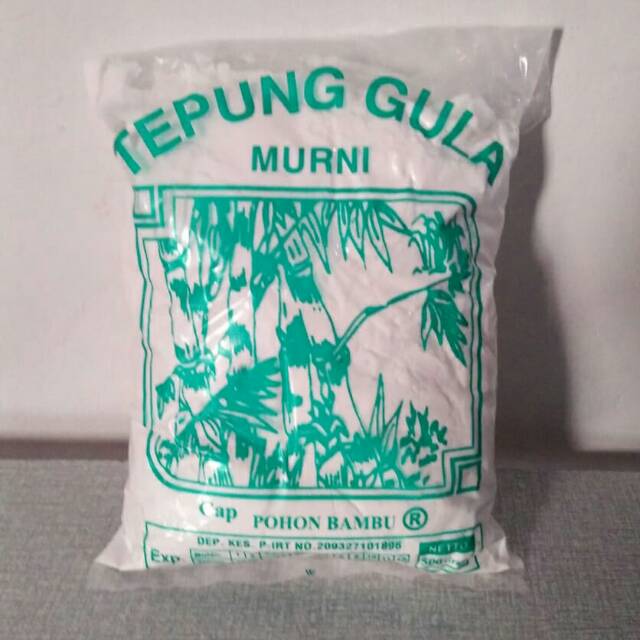 TEPUNG GULA
MURNI
Cap POHON BAMBU ®
DEP. KES. P-IRT NO. 209327101895
Exp.
NETTO